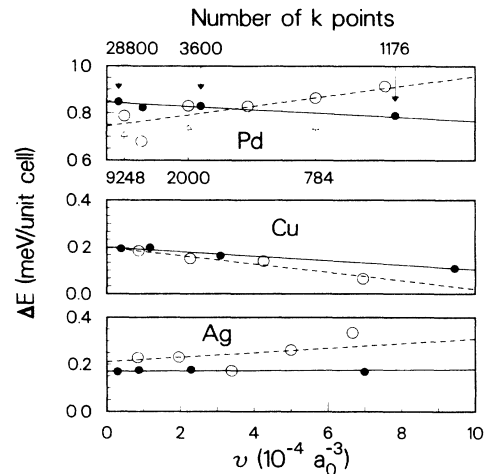 Number of k points
28800 3600 1176
1.0
0.8
0.6
Pd
9248 2000 784
0.4
0.2
0.0
Cu
0.4
0.2
0.0
Ag
ΔE (meV/unit cell)
0 2 4 6 8 10
υ (10⁻⁴ a₀⁻³)